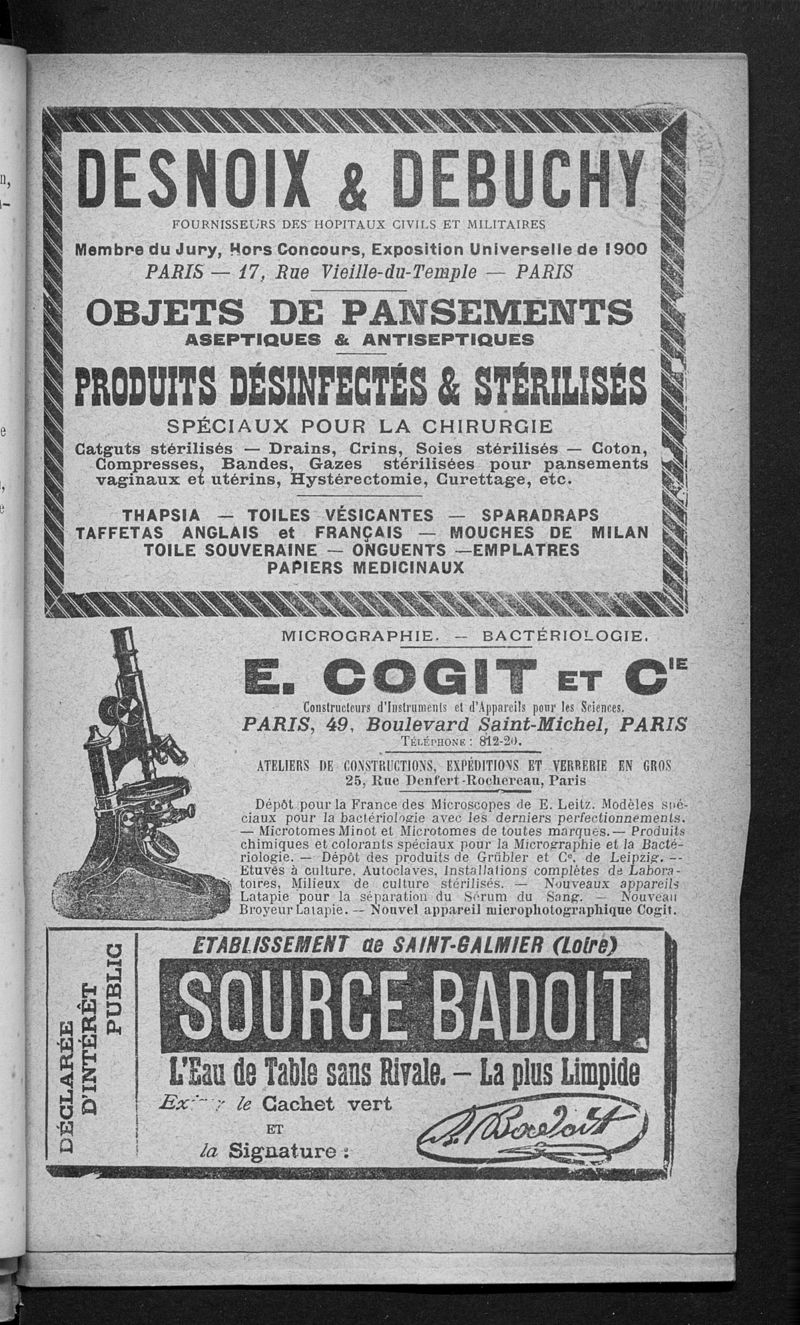 DESNOIX & DEBUCHY
FOURNISSEURS DES HOPITAUX CIVILS ET MILITAIRES
Membre du Jury, Hors Concours, Exposition Universelle de 1900
PARIS — 17, Rue Vieille-du-Temple — PARIS
OBJETS DE PANSEMENTS
ASEPTIQUES & ANTISEPTIQUES
PRODUITS DÉSINFECTÉS & STÉRILISÉS
SPÉCIAUX POUR LA CHIRURGIE
Catguts stérilisés — Drains, Crins, Soies stérilisés — Coton,
Compresses, Bandes, Gazes stérilisées pour pansements
vaginaux et utérins, Hystérectomie, Curettage, etc.
THAPSIA — TOILES VÉSICANTES — SPARADRAPS
TAFFETAS ANGLAIS et FRANÇAIS — MOUCHES DE MILAN
TOILE SOUVERAINE — ONGUENTS —EMPLATRES
PAPIERS MEDICINAUX
MICROGRAPHIE. — BACTÉRIOLOGIE.
E. COGIT ET CIE
Constructeurs d'Instruments et d'Appareils pour les Sciences.
PARIS, 49, Boulevard Saint-Michel, PARIS
TÉLÉPHONE : 812-20.
ATELIERS DE CONSTRUCTIONS, EXPÉDITIONS ET VERRERIE EN GROS
25, Rue Denfert-Rochereau, Paris
Dépôt pour la France des Microscopes de E. Leitz. Modèles spé-
ciaux pour la bactériologie avec les derniers perfectionnements.
— Microtomes Minot et Microtomes de toutes marques. — Produits
chimiques et colorants spéciaux pour la Micrographie et la Bacté-
riologie. — Dépôt des produits de Grübler et Ce. de Leipzig. —
Etuves à culture, Autoclaves, Installations complètes de Labora-
toires, Milieux de culture stérilisés. — Nouveaux appareils
Latapie pour la séparation du Sérum du Sang. — Nouveau
Broyeur Latapie. — Nouvel appareil microphotographique Cogit.
DÉCLARÉE
D'INTÉRÊT
PUBLIC
ETABLISSEMENT de SAINT-GALMIER (Loire)
SOURCE BADOIT
L'Eau de Table sans Rivale. — La plus Limpide
le Cachet vert
ET
la Signature :
Badoit